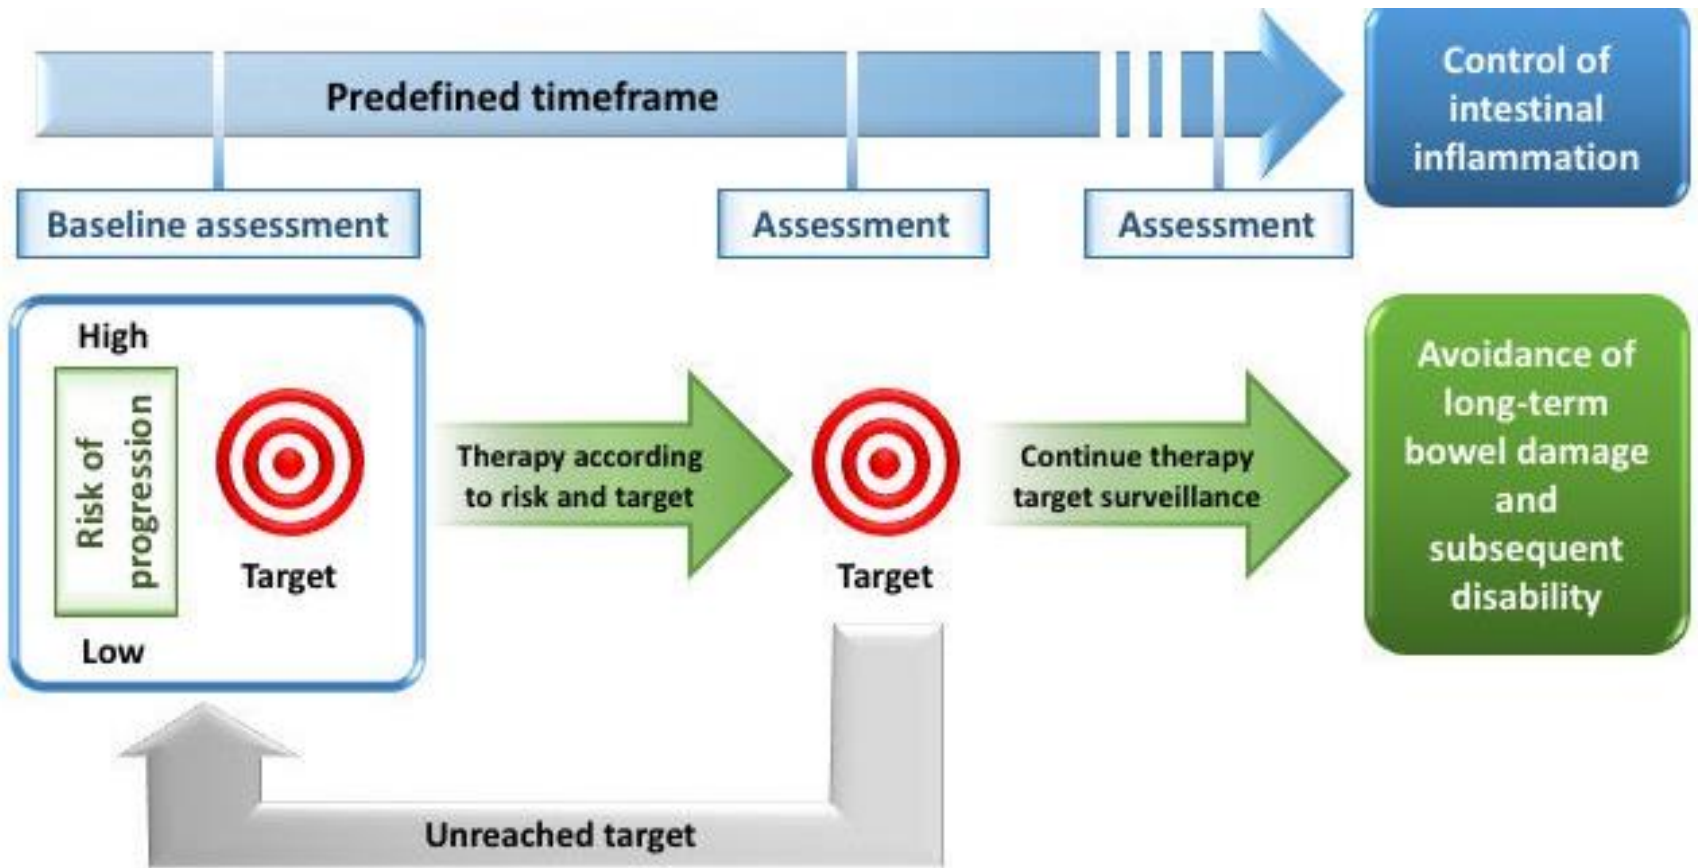 Predefined timeframe
Control of
intestinal
inflammation
Baseline assessment
Assessment
Assessment
High
Risk of
progression
Low
Target
Therapy according
to risk and target
Target
Continue therapy
target surveillance
Avoidance of
long-term
bowel damage
and
subsequent
disability
Unreached target